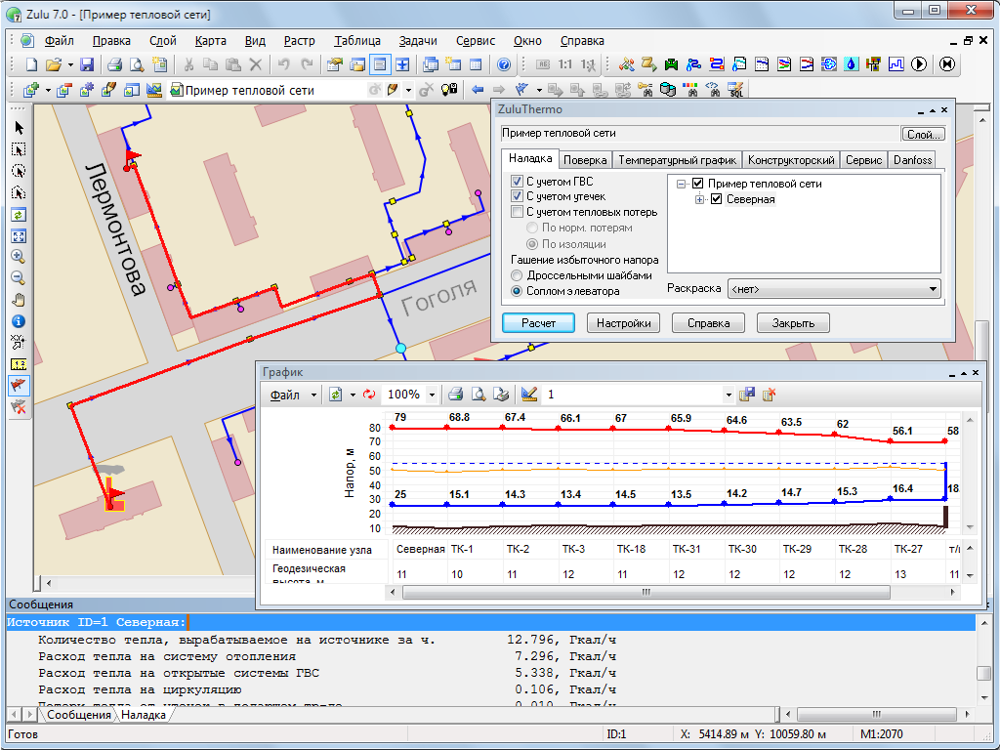 Zulu 7.0 - [Пример тепловой сети]
Файл Правка Слой Карта Вид Растр Таблица Задачи Сервис Окно Справка
1:1
Пример тепловой сети
SQL
Лермонтова
Гоголя
ZuluThermo
Пример тепловой сети
Слой...
Наладка Поверка Температурный график Конструкторский Сервис Danfoss
С учетом ГВС
С учетом утечек
С учетом тепловых потерь
По норм. потерям
По изоляции
Гашение избыточного напора
Дроссельными шайбами
Соплом элеватора
Пример тепловой сети
Северная
Раскраска <нет>
Расчет Настройки Справка Закрыть
График
Файл 100% 1
79 68.8 67.4 66.1 67 65.9 64.6 63.5 62 56.1 58
Напор, м
80
70
60
50
40
30
20
10
25 15.1 14.3 13.4 14.5 13.5 14.2 14.7 15.3 16.4 18
Наименование узла Северная ТК-1 ТК-2 ТК-3 ТК-18 ТК-31 ТК-30 ТК-29 ТК-28 ТК-27
Геодезическая
высота, м 11 10 11 12 11 12 12 12 12 13 11
Сообщения
Источник ID=1 Северная:
Количество тепла, вырабатываемое на источнике за ч. 12.796, Гкал/ч
Расход тепла на систему отопления 7.296, Гкал/ч
Расход тепла на открытые системы ГВС 5.338, Гкал/ч
Расход тепла на циркуляцию 0.106, Гкал/ч
Потери тепла от утечек в подающем тр-де 0.010, Гкал/ч
Сообщения Наладка
Готов ID:1 X: 5414.89 м Y: 10059.80 м М1:2070